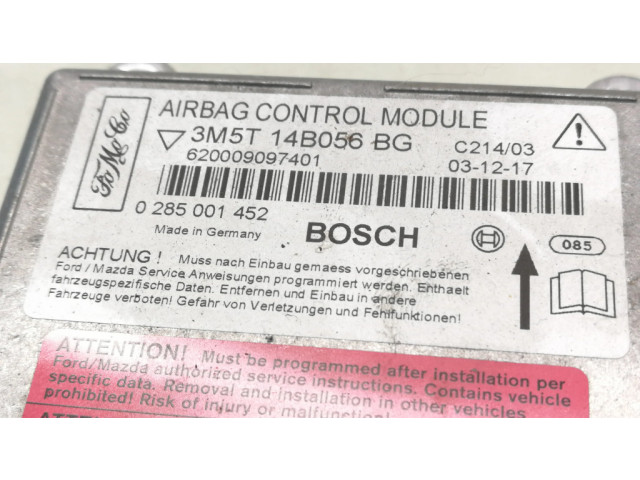 FoMoCo
AIRBAG CONTROL MODULE
3M5T 14B056 BG
C214/03
620009097401
03-12-17
0 285 001 452
Made in Germany
BOSCH
085
ACHTUNG ! Muss nach Einbau gemaess vorgeschriebenen
Ford / Mazda Service Anweisungen programmiert werden. Enthaelt
fahrzeugspezifische Daten. Entfernen und Einbau in andere
Fahrzeuge verboten! Gefahr von Verletzungen und Fehlfunktionen!
ATTENTION! Must be programmed after installation per
Ford/Mazda authorized service instructions. Contains vehicle
specific data. Removal and installation in other vehicles
prohibited! Risk of injury or malfunction!